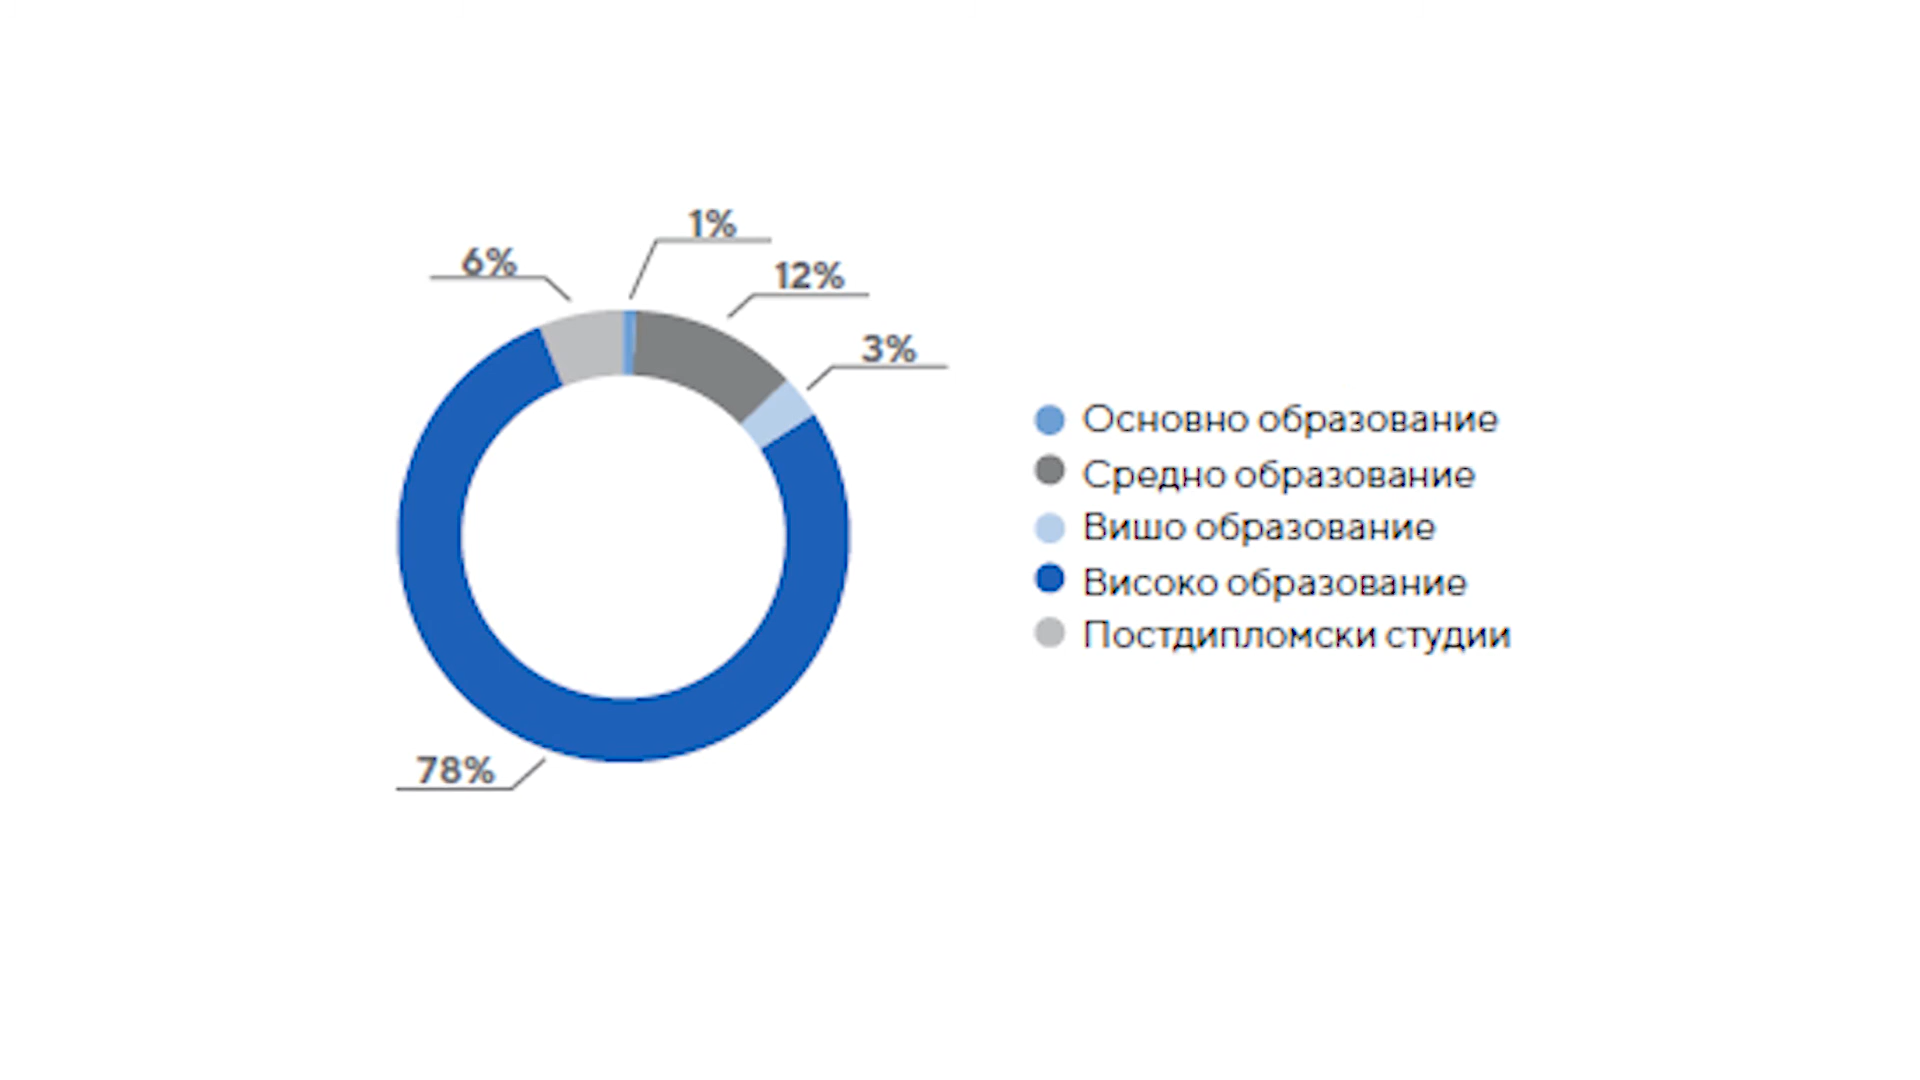 1%
6%
12%
3%
78%
Основно образование
Средно образование
Вишо образование
Високо образование
Постдипломски студии